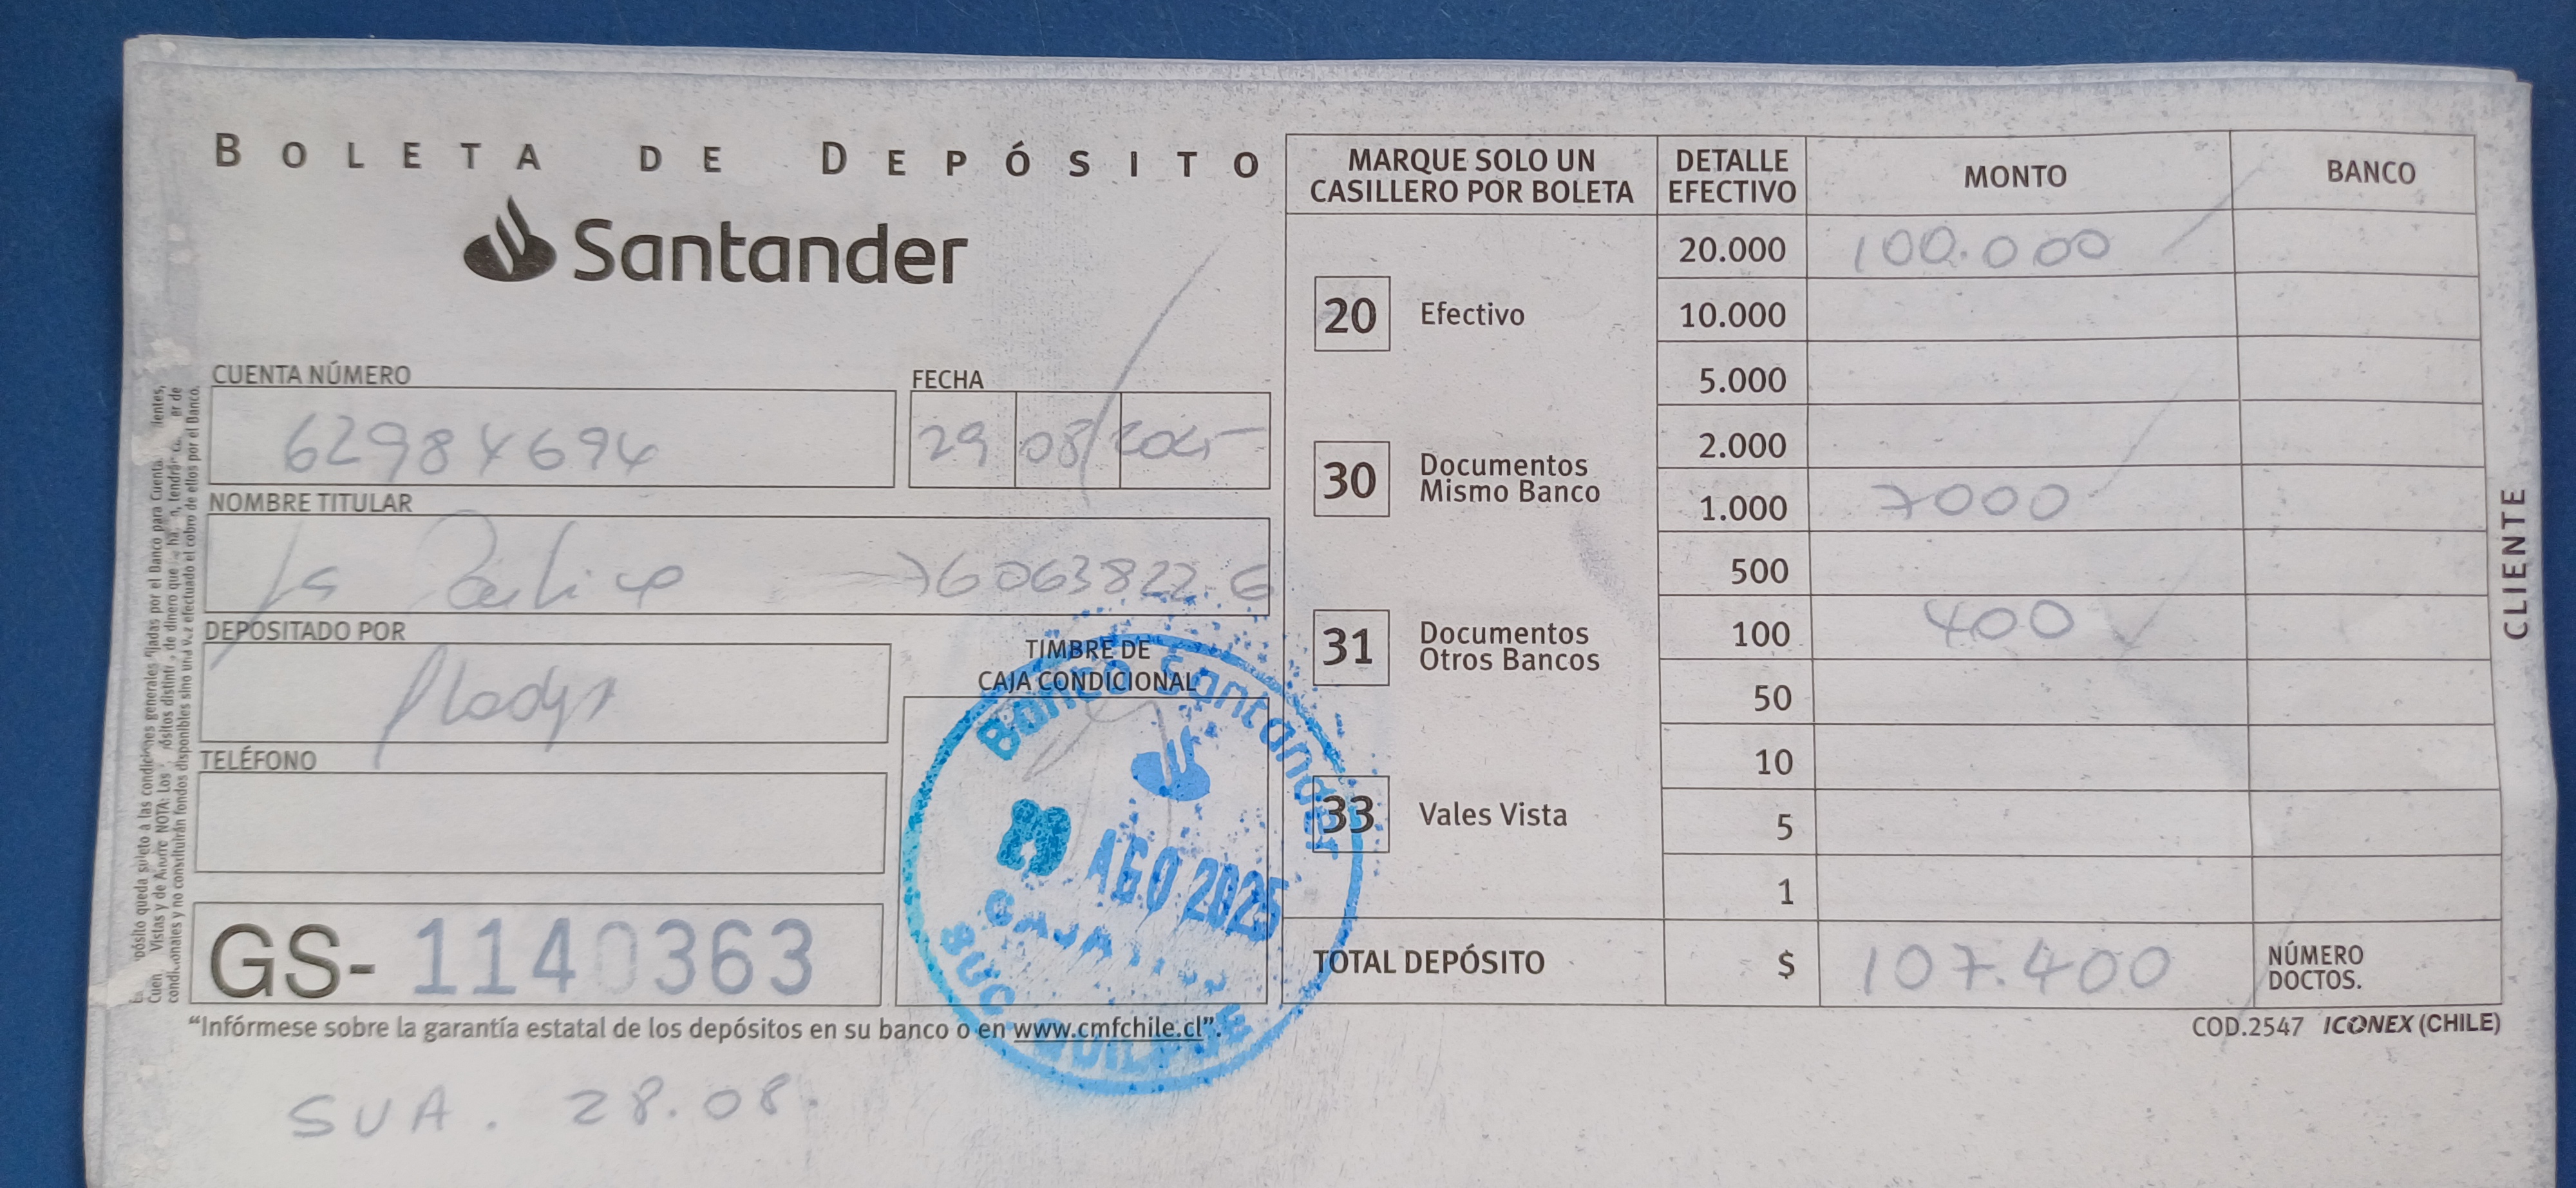 BOLETA DE DEPÓSITO
Santander
CUENTA NÚMERO
62984694
FECHA
29 08 2025
NOMBRE TITULAR
76063822-6
DEPOSITADO POR
Gladys
TELÉFONO
GS- 1140363
TIMBRE DE
CAJA CONDICIONAL
Banco Santander
AGO 2025
CAJA
SUC.
MARQUE SOLO UN
CASILLERO POR BOLETA
20 Efectivo
30 Documentos
Mismo Banco
31 Documentos
Otros Bancos
33 Vales Vista
DETALLE
EFECTIVO
MONTO
BANCO
20.000 100.000
10.000
5.000
2.000
1.000 7000
500
100 400
50
10
5
1
TOTAL DEPÓSITO $ 107.400
NÚMERO
DOCTOS.
CLIENTE
"Infórmese sobre la garantía estatal de los depósitos en su banco o en www.cmfchile.cl".
COD.2547 ICONEX (CHILE)
SUA. 28.08.